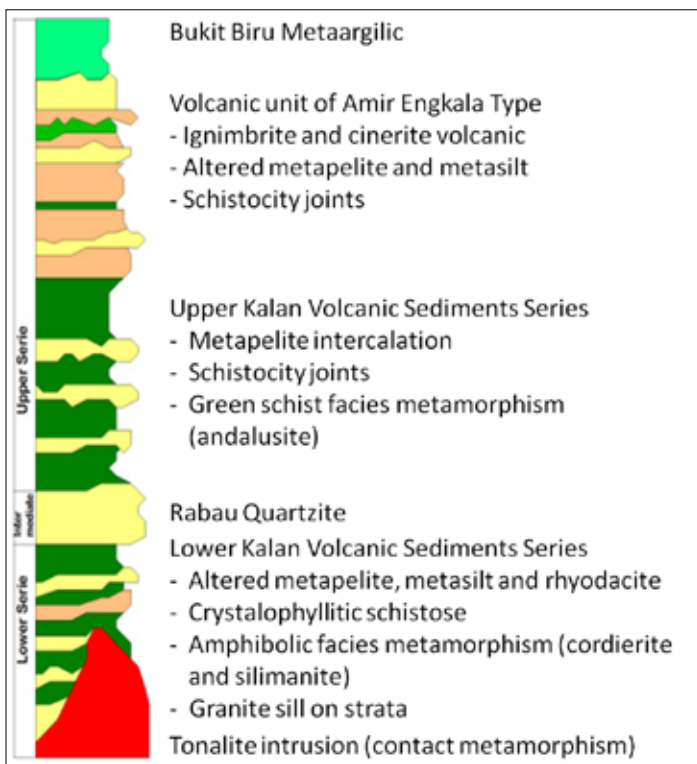 Bukit Biru Metaargilic
Volcanic unit of Amir Engkala Type
- Ignimbrite and cinerite volcanic
- Altered metapelite and metasilt
- Schistocity joints
Upper Serie
Upper Kalan Volcanic Sediments Series
- Metapelite intercalation
- Schistocity joints
- Green schist facies metamorphism
(andalusite)
Inter
mediate
Rabau Quartzite
Lower Serie
Lower Kalan Volcanic Sediments Series
- Altered metapelite, metasilt and rhyodacite
- Crystalophyllitic schistose
- Amphibolic facies metamorphism (cordierite
and silimanite)
- Granite sill on strata
Tonalite intrusion (contact metamorphism)